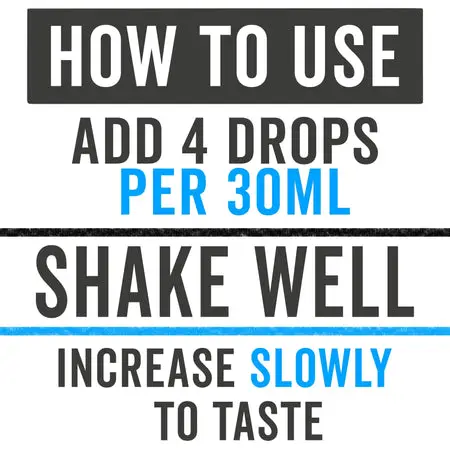 HOW TO USE
ADD 4 DROPS
PER 30ML
SHAKE WELL
INCREASE SLOWLY
TO TASTE